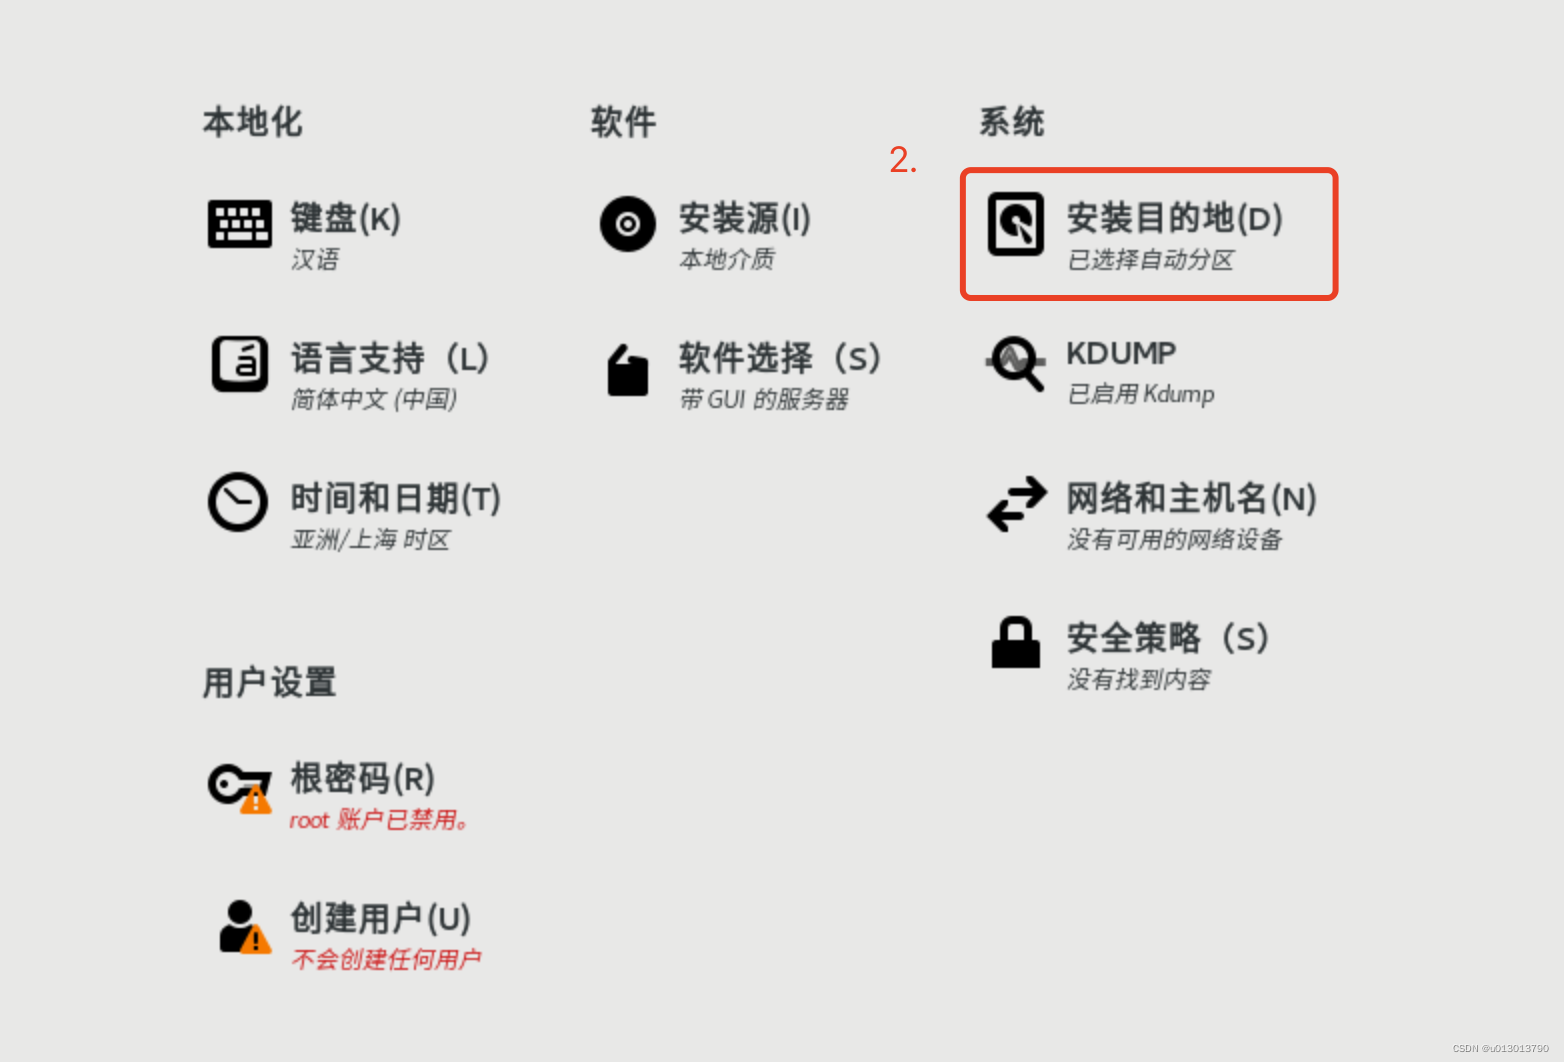 本地化
键盘(K)
汉语
语言支持（L）
简体中文 (中国)
时间和日期(T)
亚洲/上海 时区
软件
安装源(I)
本地介质
软件选择（S）
带 GUI 的服务器
系统
2.
安装目的地(D)
已选择自动分区
KDUMP
已启用 Kdump
网络和主机名(N)
没有可用的网络设备
安全策略（S）
没有找到内容
用户设置
根密码(R)
root 账户已禁用。
创建用户(U)
不会创建任何用户
CSDN @u013013790